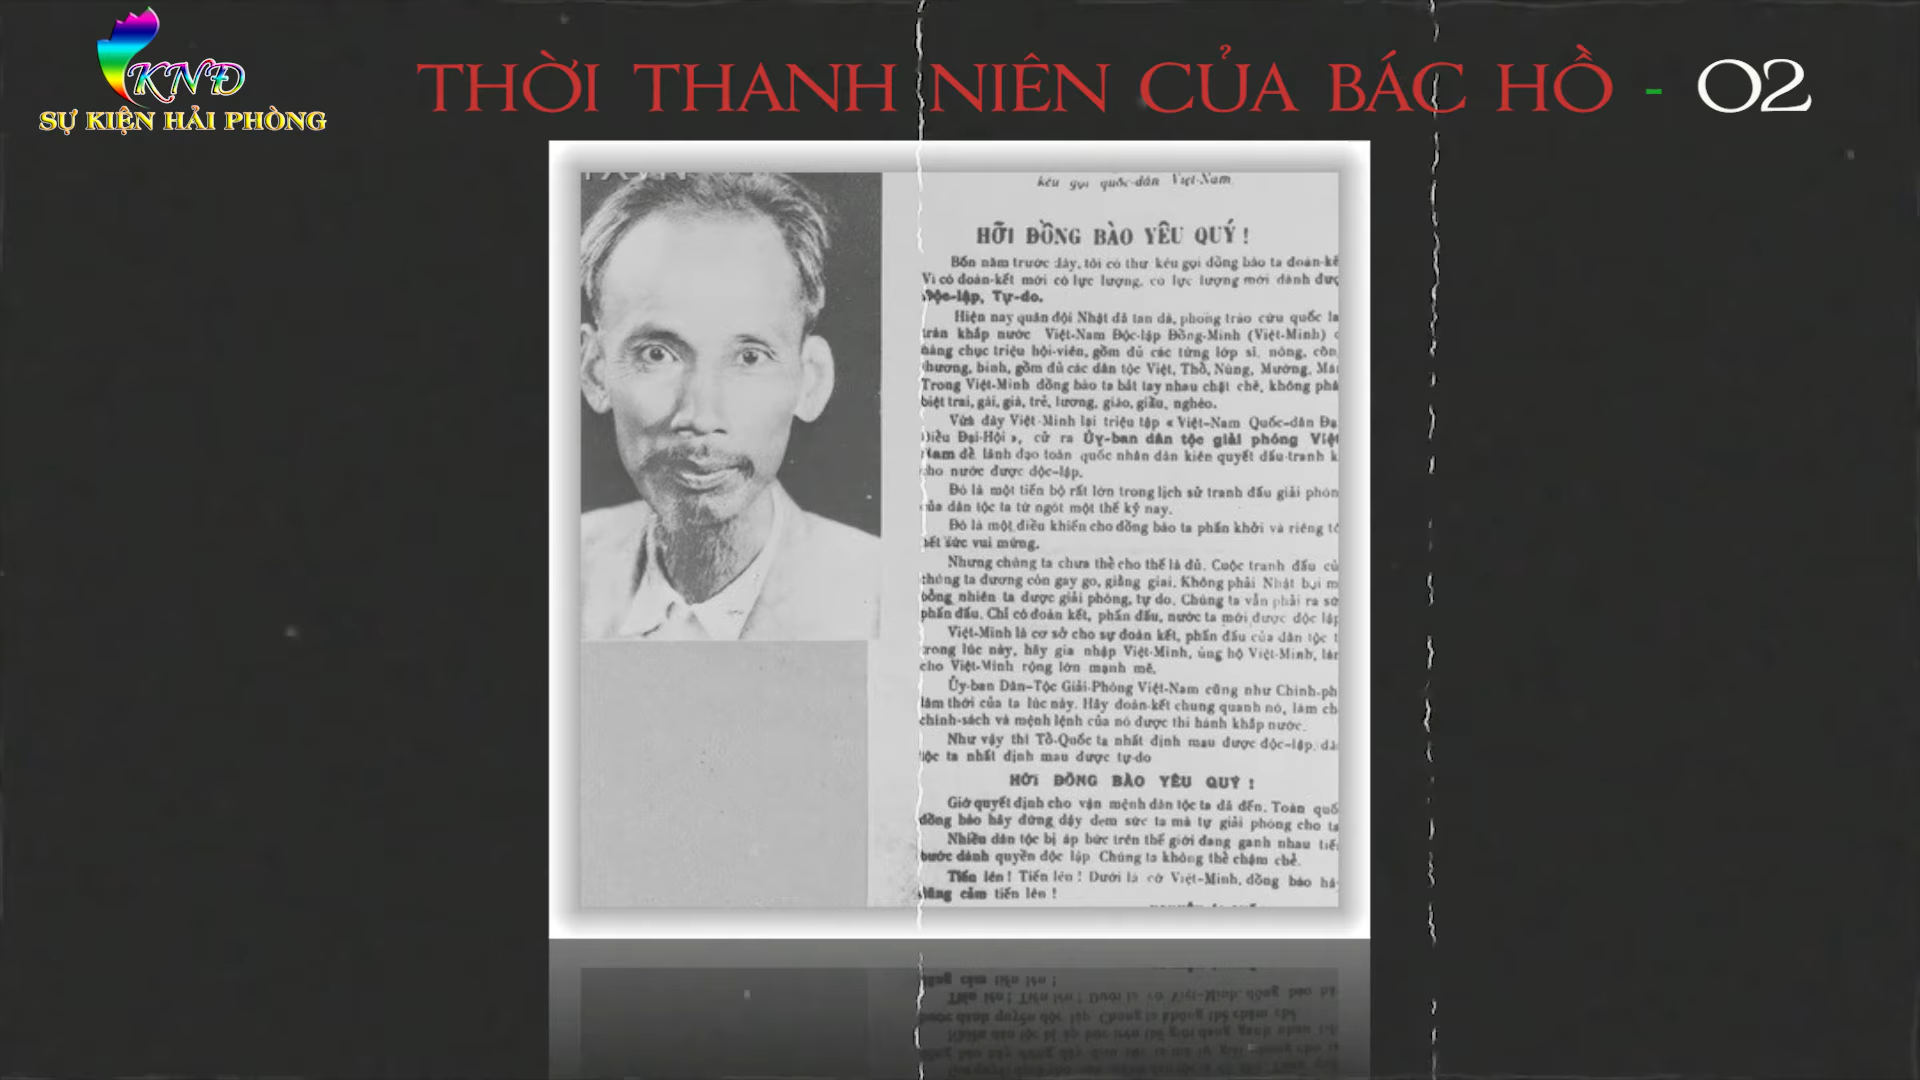 KNĐ
SỰ KIỆN HẢI PHÒNG
THỜI THANH NIÊN CỦA BÁC HỒ - 02
kêu gọi quốc-dân Việt-Nam
HỠI ĐỒNG BÀO YÊU QUÝ !
Bốn năm trước đây, tôi có thư kêu gọi đồng bào ta đoàn-kế
Vì có đoàn-kết mới có lực lượng, có lực lượng mới dành đượ
Độc-lập, Tự-do.
Hiện nay quân đội Nhật đã tan dã, phong trào cứu quốc la
tràn khắp nước Việt-Nam Độc-lập Đồng-Minh (Việt-Minh) c
hàng chục triệu hội-viên, gồm đủ các từng lớp sĩ, nông, côn
thương, binh, gồm đủ các dân tộc Việt, Thổ, Nùng, Mường, Má
Trong Việt-Minh đồng bào ta bắt tay nhau chặt chẽ, không phâ
biệt trai, gái, già, trẻ, lương, giáo, giầu, nghèo.
Vừa đây Việt-Minh lại triệu tập « Việt-Nam Quốc-dân Đạ
Biểu Đại-Hội », cử ra Ủy-ban dân tộc giải phóng Việt
Nam để lãnh đạo toàn quốc nhân dân kiên quyết đấu-tranh k
cho nước được độc-lập.
Đó là một tiến bộ rất lớn trong lịch sử tranh đấu giải phón
của dân tộc ta từ ngót một thế kỷ nay.
Đó là một điều khiến cho đồng bào ta phấn khởi và riêng tô
hết sức vui mừng.
Nhưng chúng ta chưa thể cho thế là đủ. Cuộc tranh đấu củ
chúng ta đương còn gay go, giằng giai. Không phải Nhật bại m
bỗng nhiên ta được giải phóng, tự do. Chúng ta vẫn phải ra sứ
phấn đấu. Chỉ có đoàn kết, phấn đấu, nước ta mới được độc lập
Việt-Minh là cơ sở cho sự đoàn kết, phấn đấu của dân tộc t
trong lúc này, hãy gia nhập Việt-Minh, ủng hộ Việt-Minh, làm
cho Việt-Minh rộng lớn mạnh mẽ.
Ủy-ban Dân-Tộc Giải-Phóng Việt-Nam cũng như Chính-ph
lâm thời của ta lúc này. Hãy đoàn-kết chung quanh nó, làm ch
chính-sách và mệnh lệnh của nó được thi hành khắp nước.
Như vậy thì Tổ-Quốc ta nhất định mau được độc-lập, dâ
tộc ta nhất định mau được tự-do
HỠI ĐỒNG BÀO YÊU QUÝ !
Giờ quyết định cho vận mệnh dân tộc ta đã đến. Toàn quố
đồng bào hãy đứng dậy đem sức ta mà tự giải phóng cho ta
Nhiều dân tộc bị áp bức trên thế giới đang ganh nhau tiế
bước dành quyền độc lập. Chúng ta không thể chậm chễ.
Tiến lên ! Tiến lên ! Dưới lá cờ Việt-Minh, đồng bào hã
dũng cảm tiến lên !